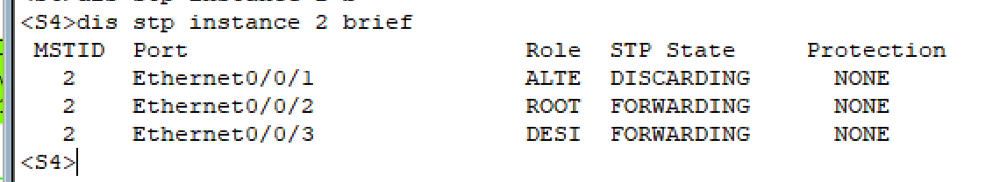 <S4>dis stp instance 2 brief
 MSTID  Port                        Role  STP State     Protection
   2    Ethernet0/0/1               ALTE  DISCARDING      NONE
   2    Ethernet0/0/2               ROOT  FORWARDING      NONE
   2    Ethernet0/0/3               DESI  FORWARDING      NONE
<S4>